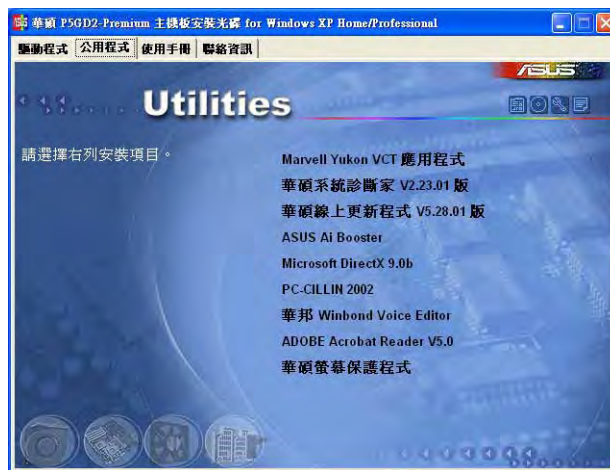 華碩 P5GD2-Premium 主機板安裝光碟 for Windows XP Home/Professional
驅動程式 公用程式 使用手冊 聯絡資訊
ASUS
Utilities
請選擇右列安裝項目。
Marvell Yukon VCT 應用程式
華碩系統診斷家 V2.23.01 版
華碩線上更新程式 V5.28.01 版
ASUS Ai Booster
Microsoft DirectX 9.0b
PC-CILLIN 2002
華邦 Winbond Voice Editor
ADOBE Acrobat Reader V5.0
華碩螢幕保護程式